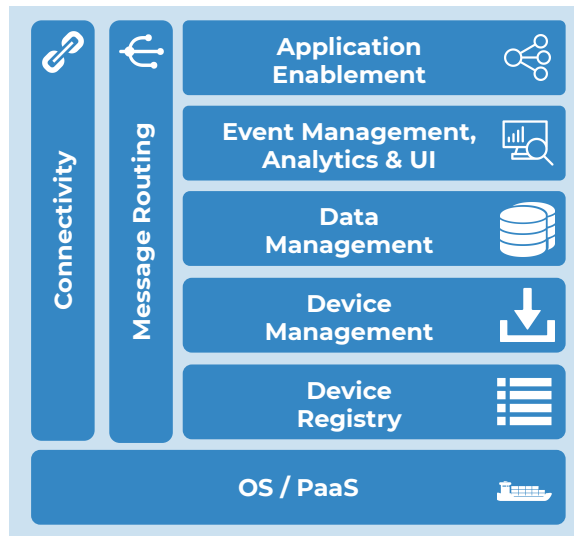 Connectivity
Message Routing
Application
Enablement
Event Management,
Analytics & UI
Data
Management
Device
Management
Device
Registry
OS / PaaS